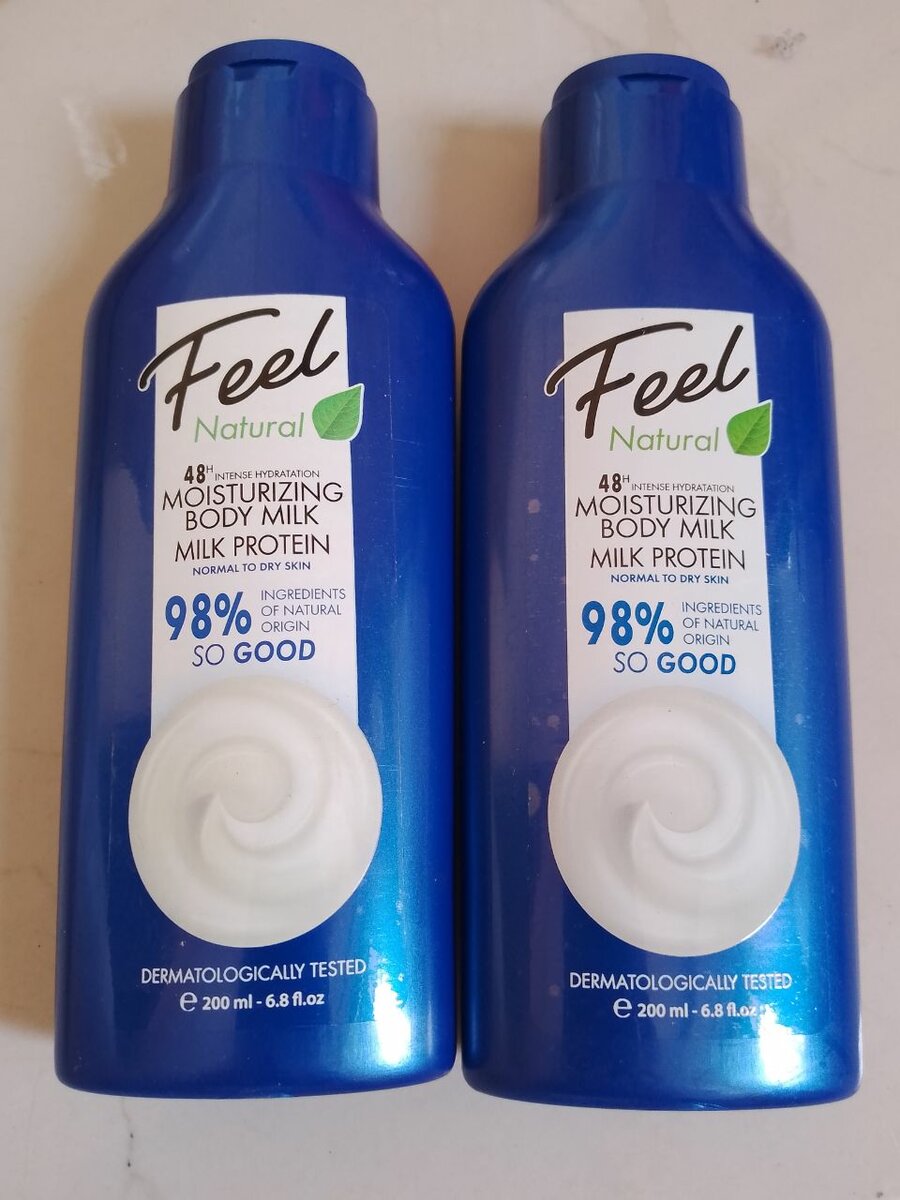 Feel
Natural
48H INTENSE HYDRATATION
MOISTURIZING
BODY MILK
MILK PROTEIN
NORMAL TO DRY SKIN
98% INGREDIENTS
OF NATURAL
ORIGIN
SO GOOD
DERMATOLOGICALLY TESTED
e 200 ml - 6.8 fl.oz
Feel
Natural
48H INTENSE HYDRATATION
MOISTURIZING
BODY MILK
MILK PROTEIN
NORMAL TO DRY SKIN
98% INGREDIENTS
OF NATURAL
ORIGIN
SO GOOD
DERMATOLOGICALLY TESTED
e 200 ml - 6.8 fl.oz